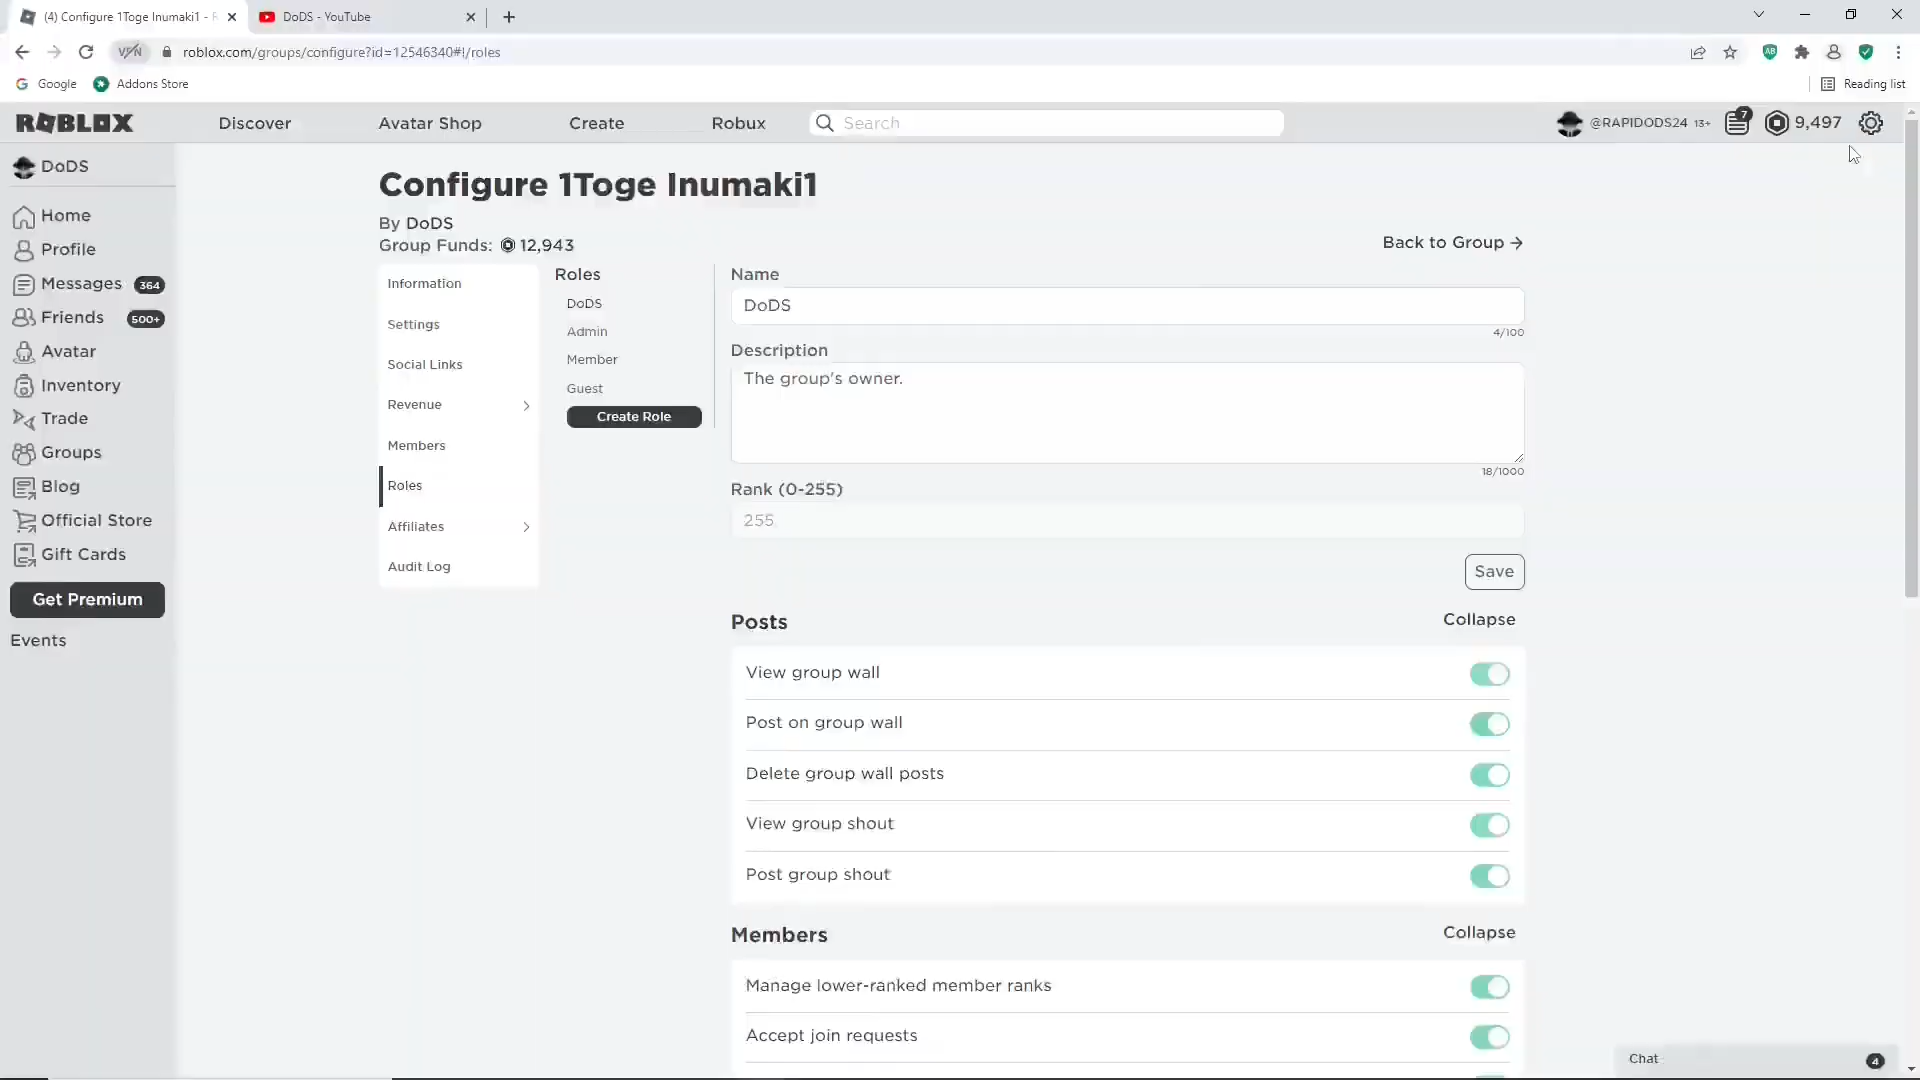 (4) Configure 1Toge Inumaki1 - R
DoDS - YouTube
VPN
roblox.com/groups/configure?id=12546340#!/roles
Google
Addons Store
Reading list
ROBLOX
Discover
Avatar Shop
Create
Robux
Search
@RAPIDODS24 13+
7
9,497
DoDS
Home
Profile
Messages 364
Friends 500+
Avatar
Inventory
Trade
Groups
Blog
Official Store
Gift Cards
Get Premium
Events
Configure 1Toge Inumaki1
By DoDS
Group Funds: 12,943
Back to Group →
Information
Settings
Social Links
Revenue
Members
Roles
Affiliates
Audit Log
Roles
DoDS
Admin
Member
Guest
Create Role
Name
DoDS
4/100
Description
The group's owner.
18/1000
Rank (0-255)
255
Save
Posts
Collapse
View group wall
Post on group wall
Delete group wall posts
View group shout
Post group shout
Members
Collapse
Manage lower-ranked member ranks
Accept join requests
Chat
4